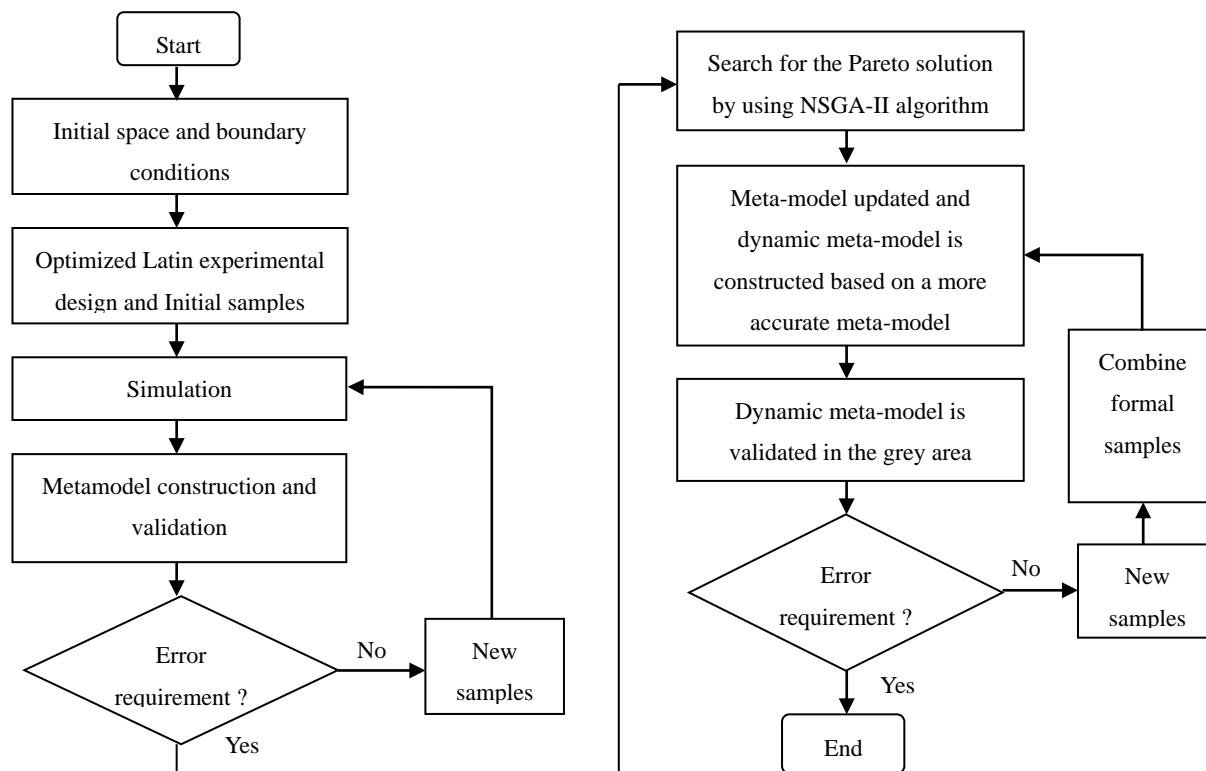 Start
Initial space and boundary
conditions
Optimized Latin experimental
design and Initial samples
Simulation
Metamodel construction and
validation
Error
requirement ?
No
New
samples
Yes
Search for the Pareto solution
by using NSGA-II algorithm
Meta-model updated and
dynamic meta-model is
constructed based on a more
accurate meta-model
Dynamic meta-model is
validated in the grey area
Error
requirement ?
No
New
samples
Combine
formal
samples
Yes
End